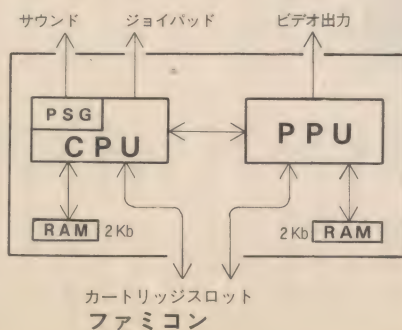 サウンド
ジョイパッド
ビデオ出力
PSG
CPU
PPU
RAM 2Kb
2Kb RAM
カートリッジスロット
ファミコン